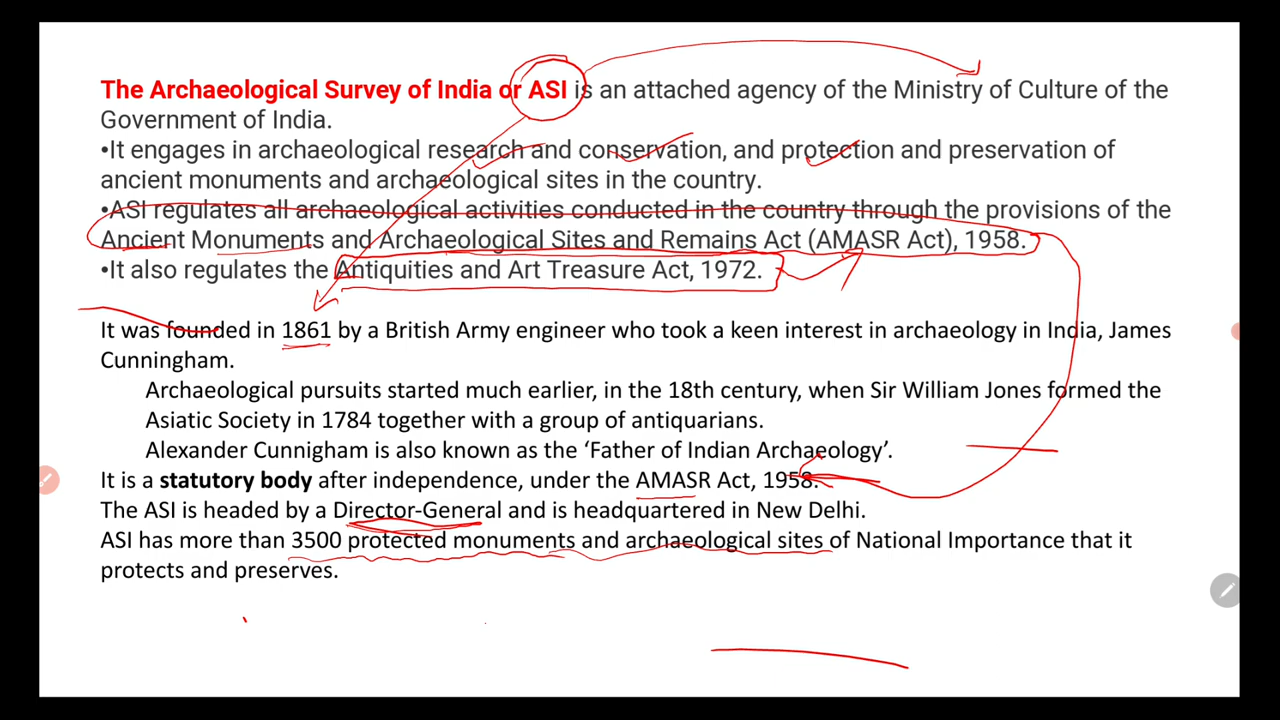 The Archaeological Survey of India or ASI is an attached agency of the Ministry of Culture of the
Government of India.
•It engages in archaeological research and conservation, and protection and preservation of
ancient monuments and archaeological sites in the country.
•ASI regulates all archaeological activities conducted in the country through the provisions of the
Ancient Monuments and Archaeological Sites and Remains Act (AMASR Act), 1958.
•It also regulates the Antiquities and Art Treasure Act, 1972.
It was founded in 1861 by a British Army engineer who took a keen interest in archaeology in India, James
Cunningham.
Archaeological pursuits started much earlier, in the 18th century, when Sir William Jones formed the
Asiatic Society in 1784 together with a group of antiquarians.
Alexander Cunnigham is also known as the ‘Father of Indian Archaeology’.
It is a statutory body after independence, under the AMASR Act, 1958.
The ASI is headed by a Director-General and is headquartered in New Delhi.
ASI has more than 3500 protected monuments and archaeological sites of National Importance that it
protects and preserves.